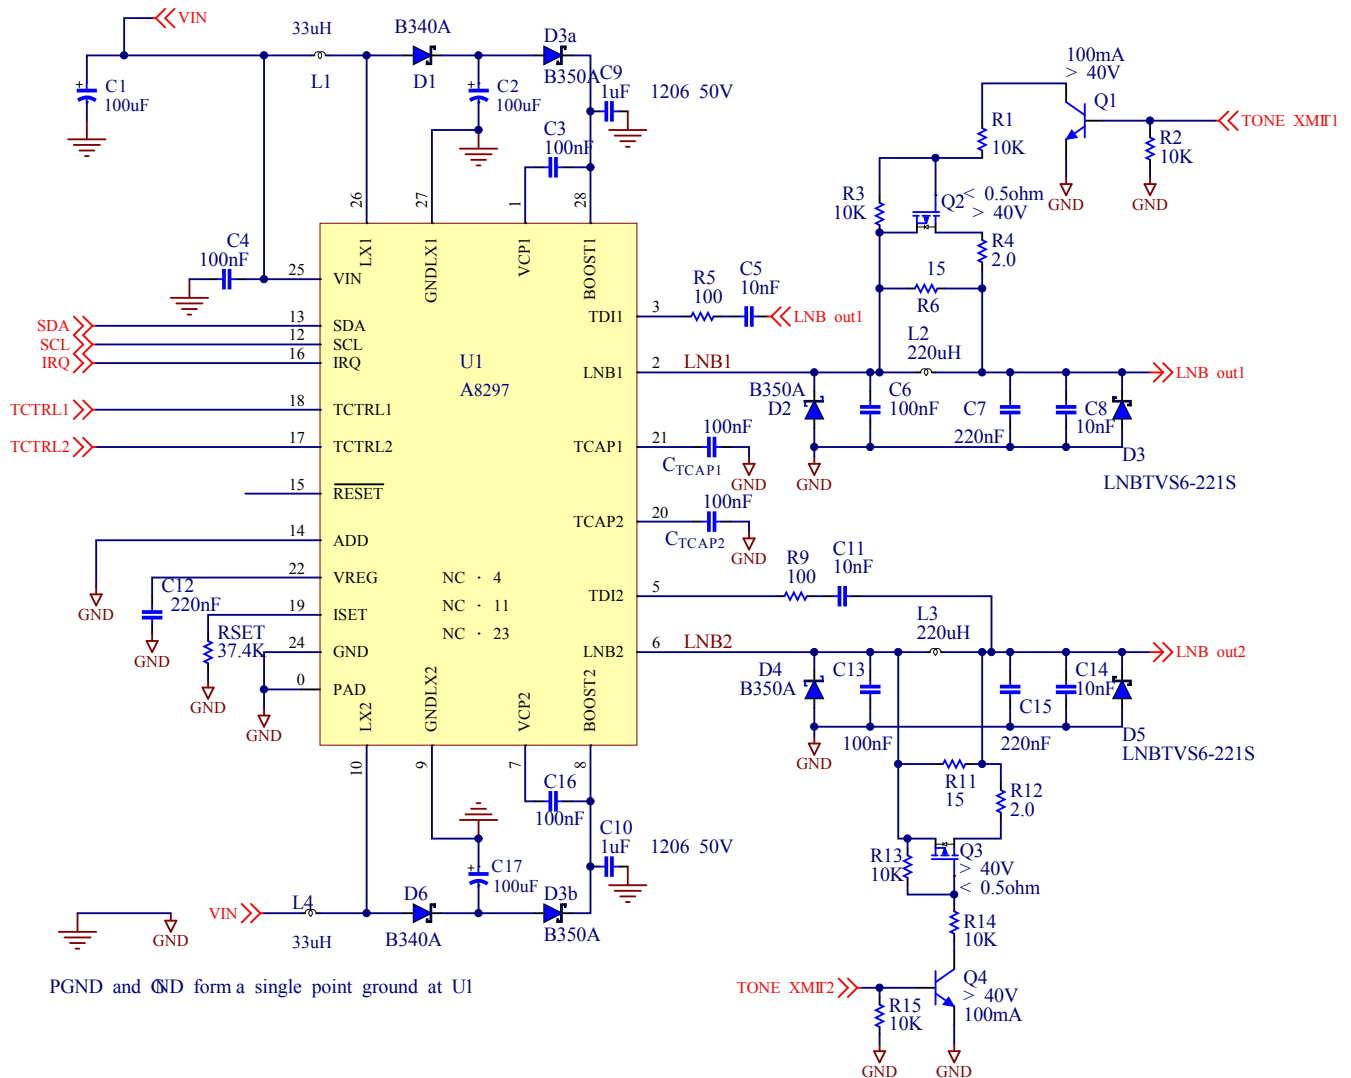 VIN
33uH
L1
B340A
D1
D3a
B350A
C1
100uF
C2
100uF
C9
1uF 1206 50V
C3
100nF
C4
100nF
26
27
1
28
LX1
GNDLX1
VCP1
BOOST1
100mA
> 40V
Q1
TONE XMIT1
R1
10K
R2
10K
GND
GND
R3
10K
Q2
< 0.5ohm
> 40V
R4
2.0
15
R6
R5
100
C5
10nF
LNB out1
L2
220uH
25 VIN
SDA 13 SDA
SCL 12 SCL
IRQ 16 IRQ
TCTRL1 18 TCTRL1
TCTRL2 17 TCTRL2
15 RESET
14 ADD
22 VREG
19 ISET
24 GND
0 PAD
U1
A8297
NC · 4
NC · 11
NC · 23
TDI1 3
LNB1 2 LNB1
TCAP1 21
TCAP2 20
TDI2 5
LNB2 6 LNB2
B350A
D2
C6
100nF
C7
220nF
C8
10nF
LNB out1
D3
LNBTVS6-221S
GND
100nF
CTCAP1
GND
100nF
CTCAP2
GND
R9
100
C11
10nF
L3
220uH
LNB out2
D4
B350A
C13
100nF
C15
220nF
C14
10nF
D5
LNBTVS6-221S
GND
GND
C12
220nF
GND
RSET
37.4K
GND
GND
LX2
GNDLX2
VCP2
BOOST2
10
9
7
8
R11
15
R12
2.0
C16
100nF
C10
1uF 1206 50V
C17
100uF
R13
10K
Q3
> 40V
< 0.5ohm
VIN
L4
33uH
D6
B340A
D3b
B350A
GND
R14
10K
PGND and GND form a single point ground at U1
TONE XMIT2
R15
10K
Q4
> 40V
100mA
GND
GND